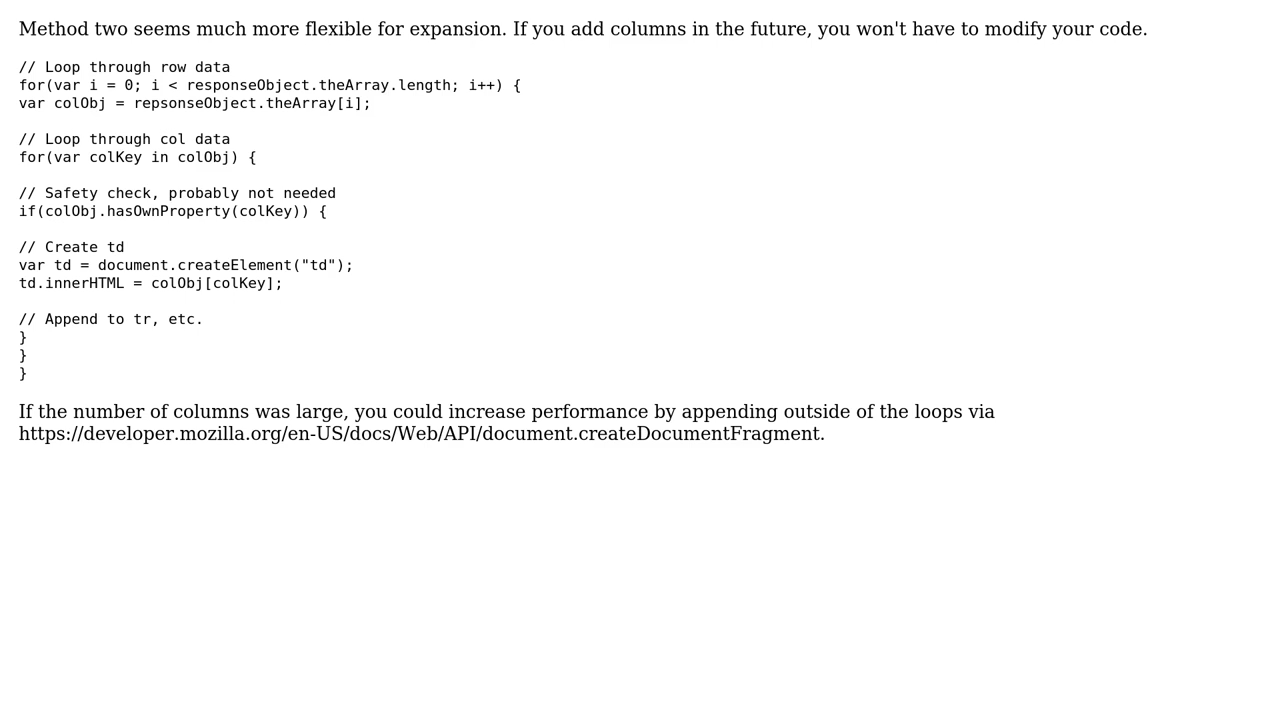 Method two seems much more flexible for expansion. If you add columns in the future, you won't have to modify your code.
// Loop through row data
for(var i = 0; i < responseObject.theArray.length; i++) {
var colObj = repsonseObject.theArray[i];
// Loop through col data
for(var colKey in colObj) {
// Safety check, probably not needed
if(colObj.hasOwnProperty(colKey)) {
// Create td
var td = document.createElement("td");
td.innerHTML = colObj[colKey];
// Append to tr, etc.
}
}
}
If the number of columns was large, you could increase performance by appending outside of the loops via
https://developer.mozilla.org/en-US/docs/Web/API/document.createDocumentFragment.